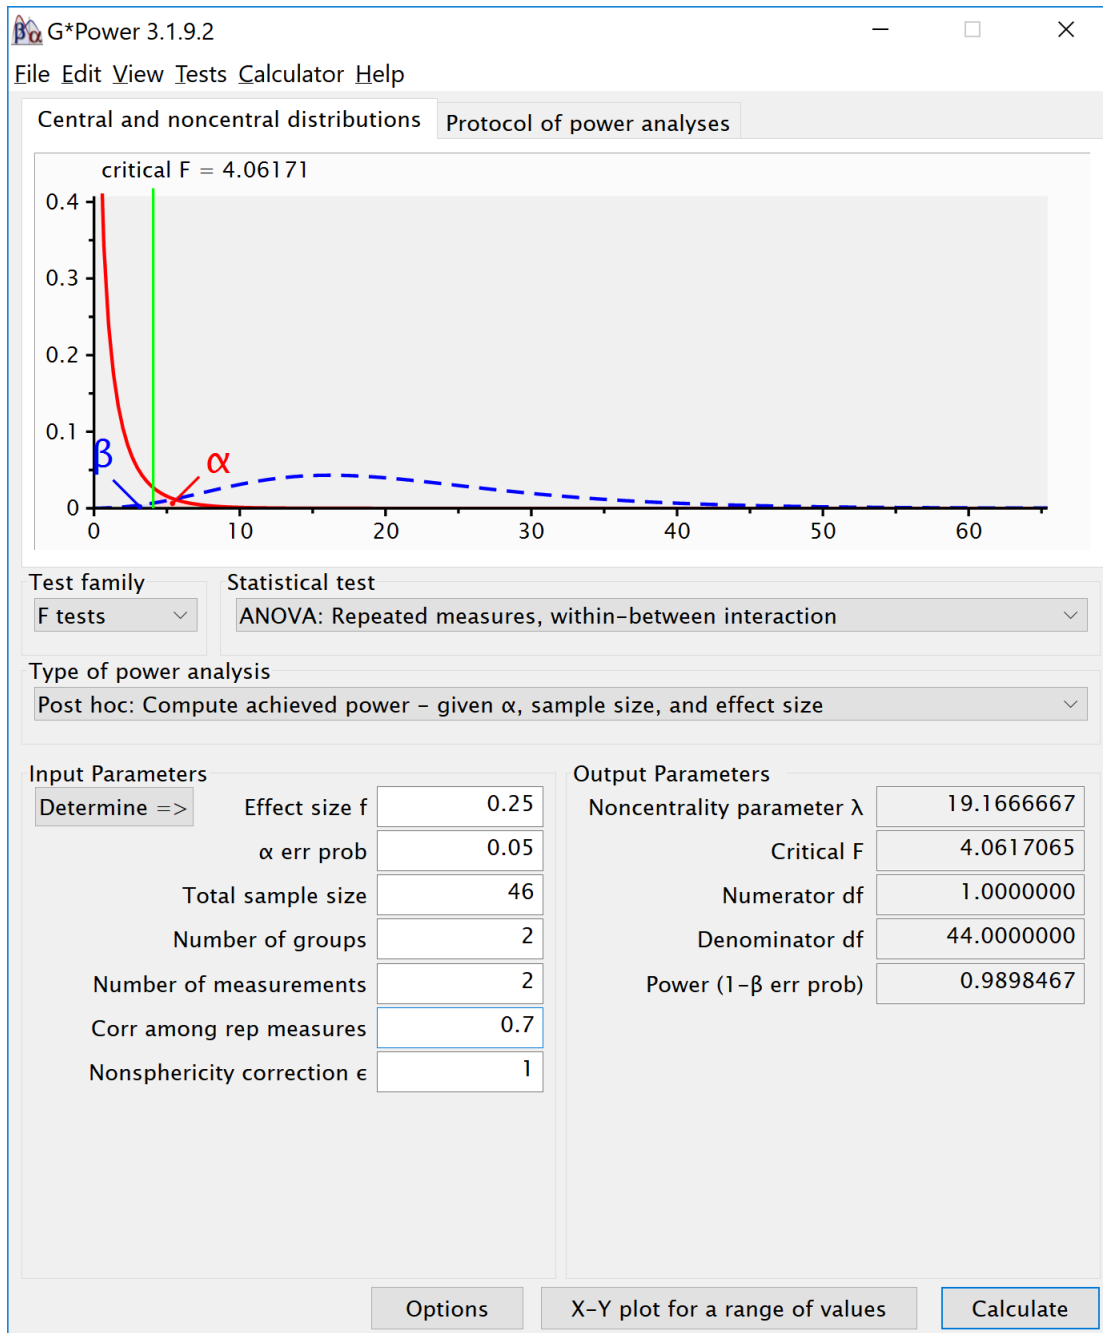 G*Power 3.1.9.2
File Edit View Tests Calculator Help
Central and noncentral distributions Protocol of power analyses
critical F = 4.06171
0.4
0.3
0.2
0.1
0
β
α
0 10 20 30 40 50 60
Test family Statistical test
F tests ANOVA: Repeated measures, within-between interaction
Type of power analysis
Post hoc: Compute achieved power - given α, sample size, and effect size
Input Parameters Output Parameters
Determine => Effect size f 0.25 Noncentrality parameter λ 19.1666667
α err prob 0.05 Critical F 4.0617065
Total sample size 46 Numerator df 1.0000000
Number of groups 2 Denominator df 44.0000000
Number of measurements 2 Power (1-β err prob) 0.9898467
Corr among rep measures 0.7
Nonsphericity correction ϵ 1
Options X-Y plot for a range of values Calculate